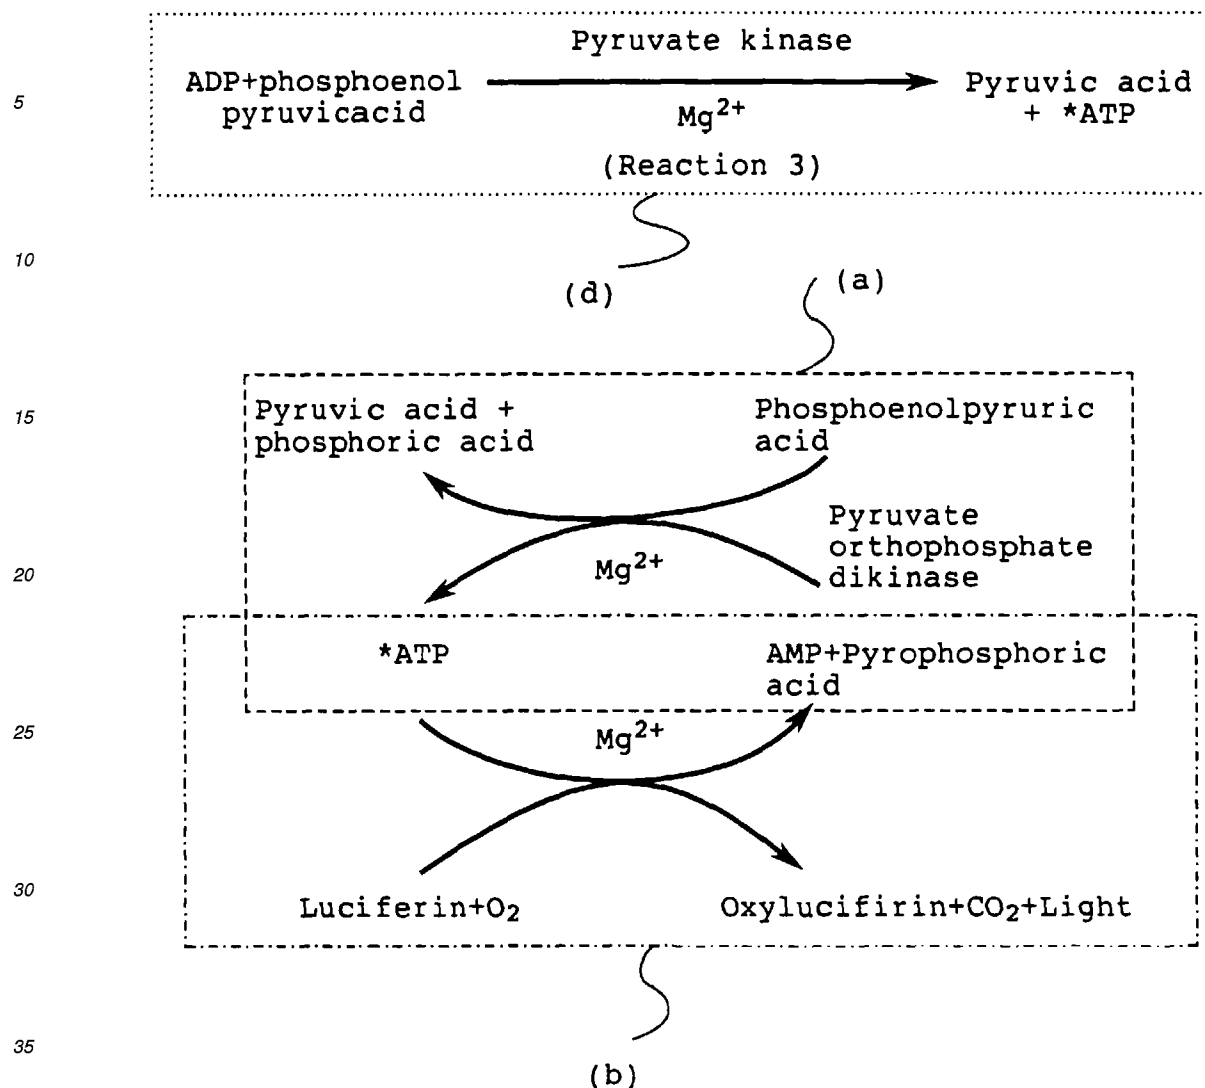 Pyruvate kinase
ADP+phosphoenol
pyruvicacid
Mg2+
Pyruvic acid
+ *ATP
(Reaction 3)
5
10
(d)
(a)
15
Pyruvic acid +
phosphoric acid
Phosphoenolpyruric
acid
Pyruvate
orthophosphate
dikinase
Mg2+
20
*ATP
AMP+Pyrophosphoric
acid
25
Mg2+
30
Luciferin+O2
Oxylucifirin+CO2+Light
35
(b)